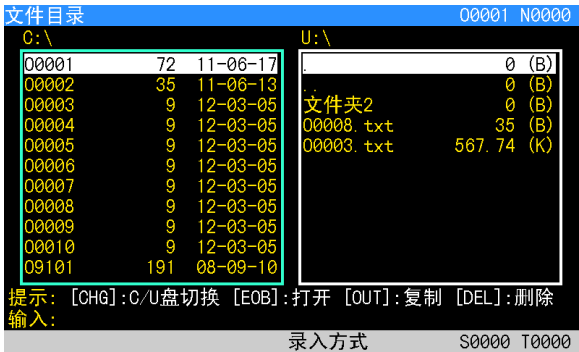 文件目录 O0001 N0000
C:\ U:\
O0001 72 11-06-17 . 0 (B)
O0002 35 11-06-13 .. 0 (B)
O0003 9 12-03-05 文件夹2 0 (B)
O0004 9 12-03-05 O0008.txt 35 (B)
O0005 9 12-03-05 O0003.txt 567.74 (K)
O0006 9 12-03-05
O0007 9 12-03-05
O0008 9 12-03-05
O0009 9 12-03-05
O0010 9 12-03-05
O9101 191 08-09-10
提示: [CHG]:C/U盘切换 [EOB]:打开 [OUT]:复制 [DEL]:删除
输入:
录入方式 S0000 T0000